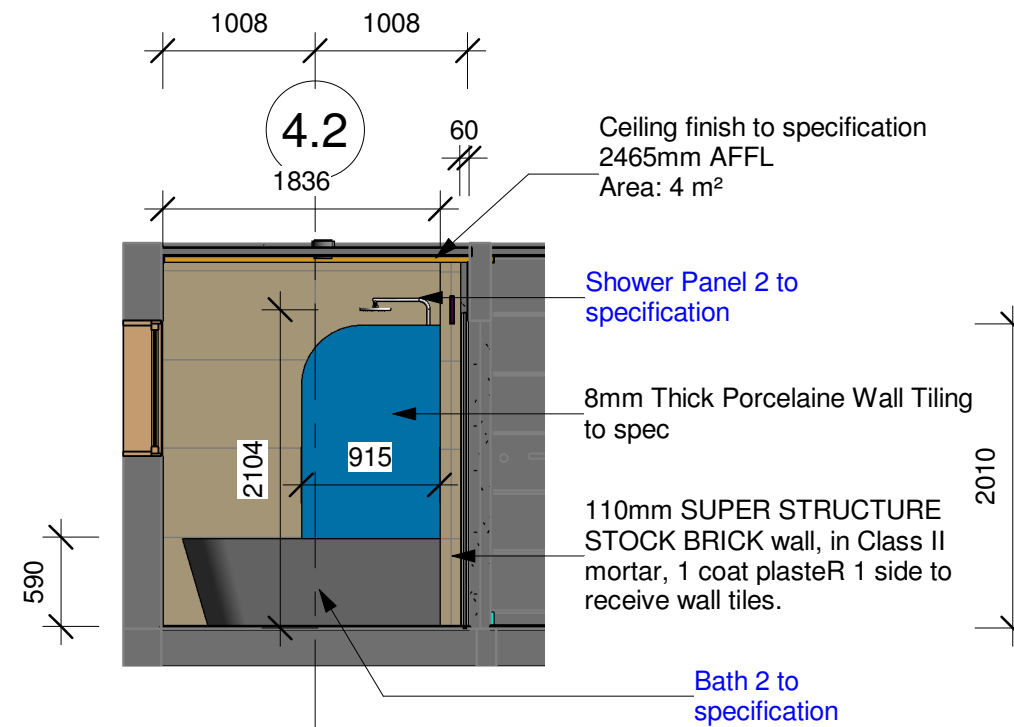 1008
1008
4.2
60
1836
Ceiling finish to specification
2465mm AFFL
Area: 4 m²
Shower Panel 2 to
specification
8mm Thick Porcelaine Wall Tiling
to spec
2104
915
2010
110mm SUPER STRUCTURE
STOCK BRICK wall, in Class II
mortar, 1 coat plasteR 1 side to
receive wall tiles.
590
Bath 2 to
specification